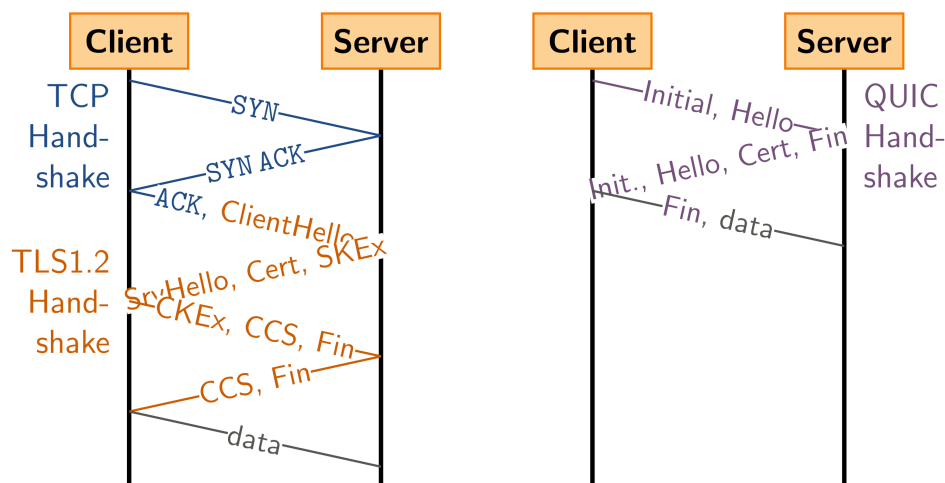 Client
Server
TCP
Hand-
shake
SYN
SYN ACK
ACK, ClientHello
TLS1.2
Hand-
shake
SrvHello, Cert, SKEx
CKEx, CCS, Fin
CCS, Fin
data
Client
Server
Initial, Hello
QUIC
Hand-
shake
Init., Hello, Cert, Fin
Fin, data